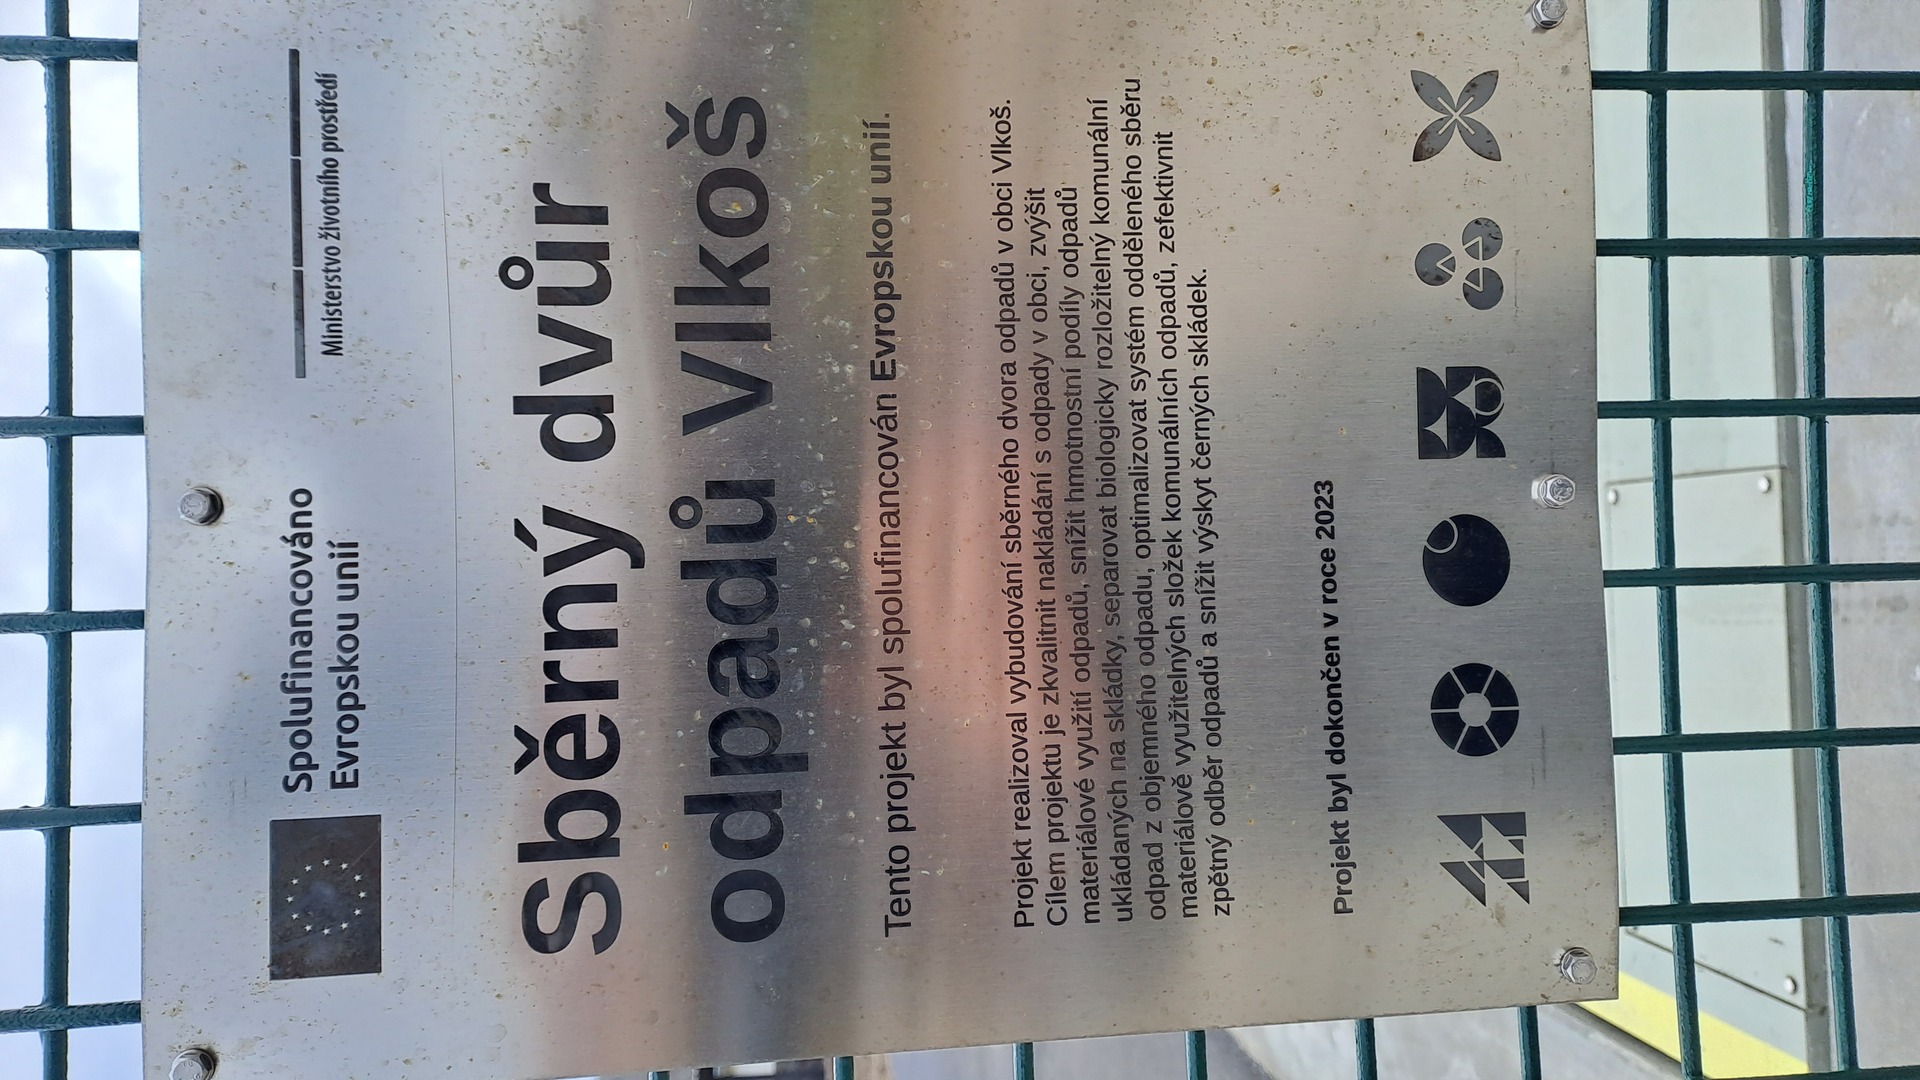 Spolufinancováno
Evropskou unií
Ministerstvo životního prostředí
Sběrný dvůr
odpadů Vlkoš
Tento projekt byl spolufinancován Evropskou unií.
Projekt realizoval vybudování sběrného dvora odpadů v obci Vlkoš.
Cílem projektu je zkvalitnit nakládání s odpady v obci, zvýšit
materiálové využití odpadů, snížit hmotnostní podíly odpadů
ukládaných na skládky, separovat biologicky rozložitelný komunální
odpad z objemného odpadu, optimalizovat systém odděleného sběru
materiálově využitelných složek komunálních odpadů, zefektivnit
zpětný odběr odpadů a snížit výskyt černých skládek.
Projekt byl dokončen v roce 2023